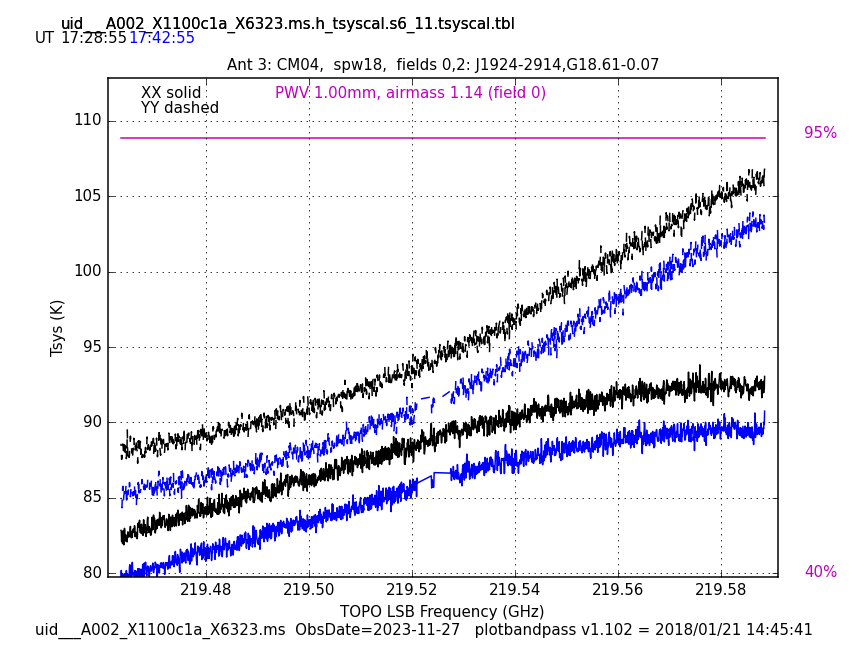 uid___A002_X1100c1a_X6323.ms.h_tsyscal.s6_11.tsyscal.tbl
UT 17:28:55 17:42:55
Ant 3: CM04,  spw18,  fields 0,2: J1924-2914,G18.61-0.07
XX solid PWV 1.00mm, airmass 1.14 (field 0)
YY dashed
110
95%
105
100
95
90
85
80
40%
Tsys (K)
219.48 219.50 219.52 219.54 219.56 219.58
TOPO LSB Frequency (GHz)
uid___A002_X1100c1a_X6323.ms  ObsDate=2023-11-27   plotbandpass v1.102 = 2018/01/21 14:45:41